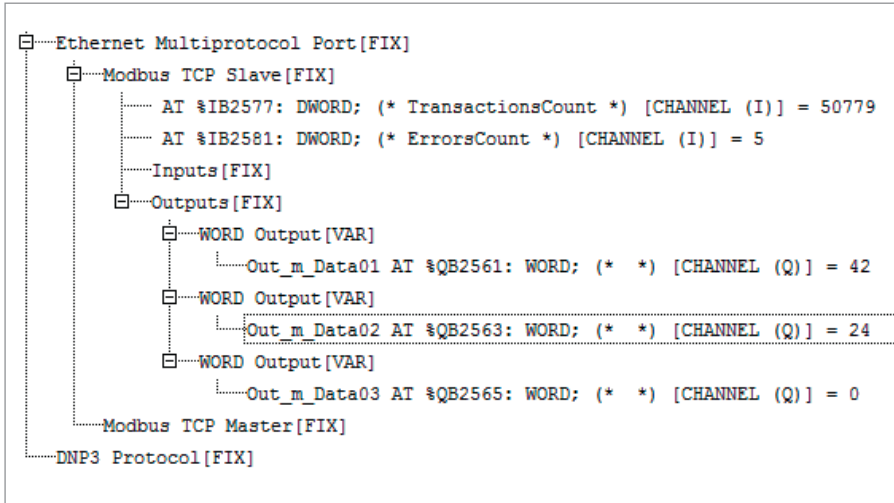 Ethernet Multiprotocol Port[FIX]
Modbus TCP Slave[FIX]
AT %IB2577: DWORD; (* TransactionsCount *) [CHANNEL (I)] = 50779
AT %IB2581: DWORD; (* ErrorsCount *) [CHANNEL (I)] = 5
Inputs[FIX]
Outputs[FIX]
WORD Output[VAR]
Out_m_Data01 AT %QB2561: WORD; (*  *) [CHANNEL (Q)] = 42
WORD Output[VAR]
Out_m_Data02 AT %QB2563: WORD; (*  *) [CHANNEL (Q)] = 24
WORD Output[VAR]
Out_m_Data03 AT %QB2565: WORD; (*  *) [CHANNEL (Q)] = 0
Modbus TCP Master[FIX]
DNP3 Protocol[FIX]